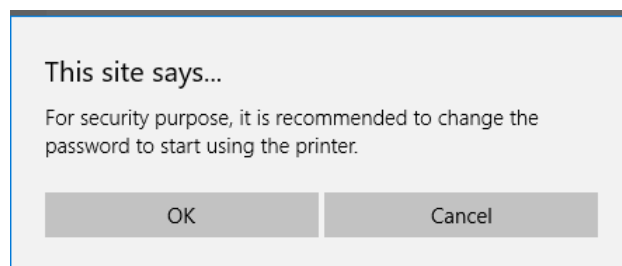 This site says...
For security purpose, it is recommended to change the
password to start using the printer.
OK
Cancel